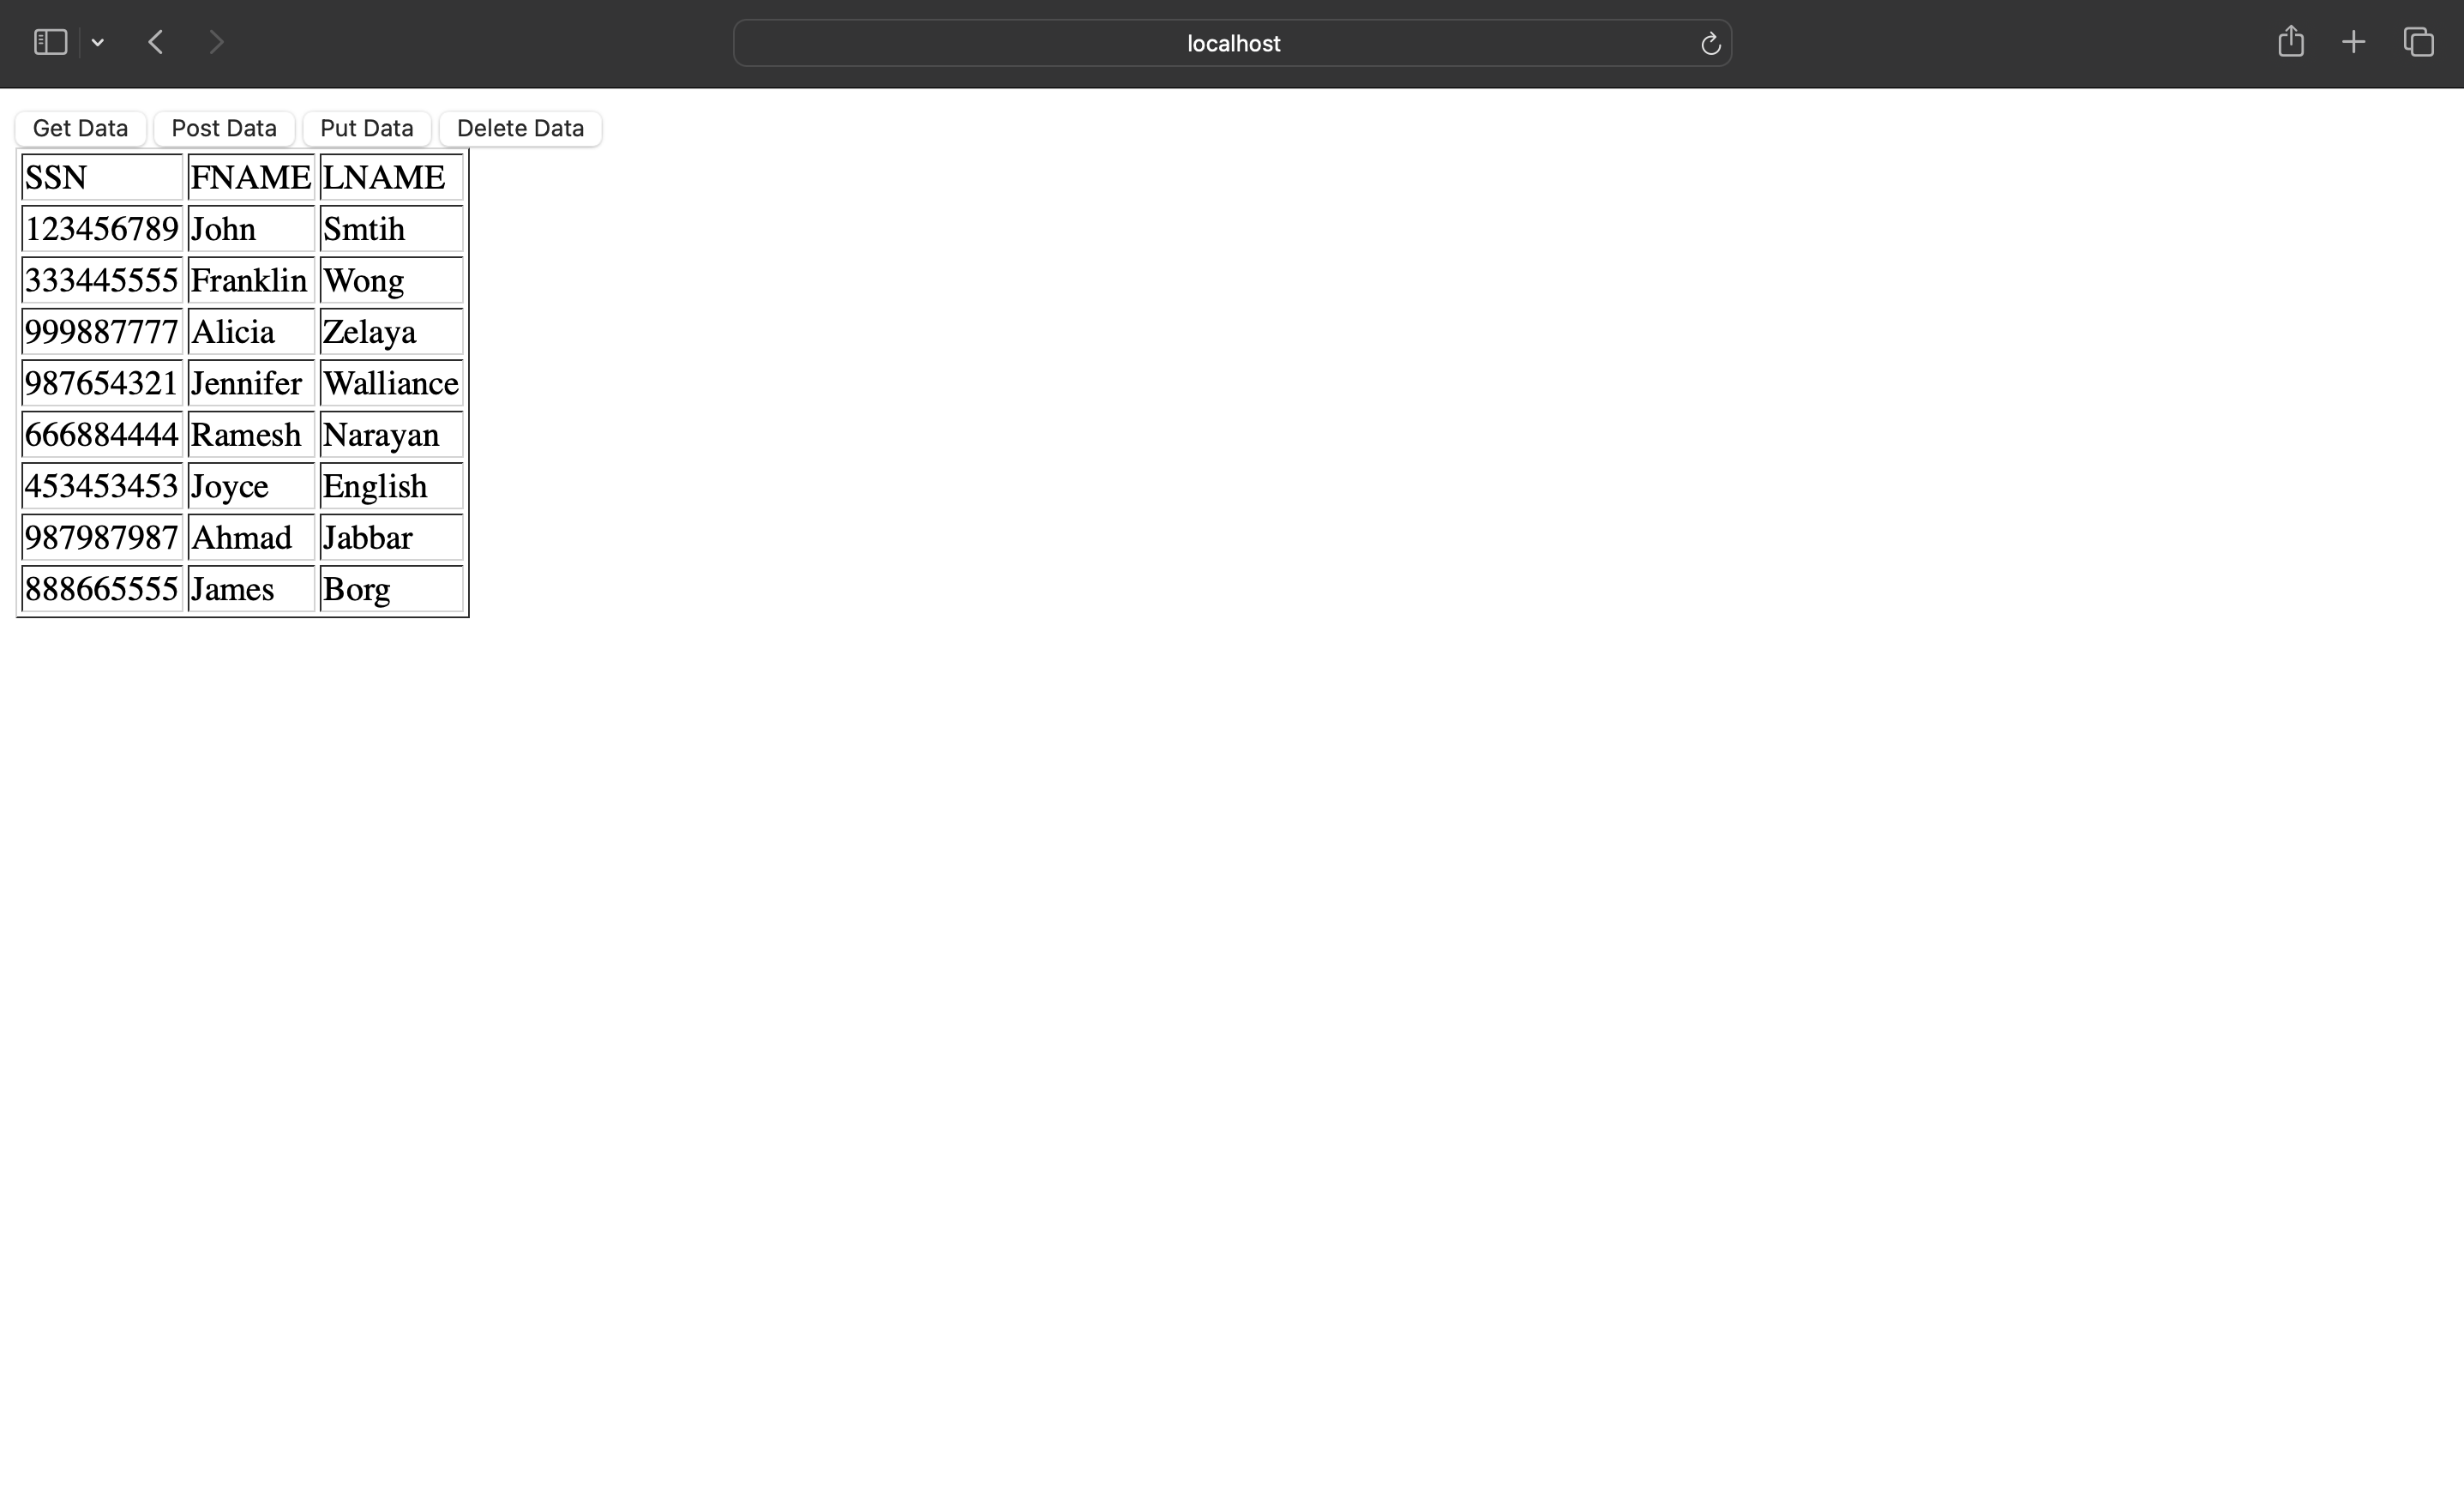 localhost
Get Data Post Data Put Data Delete Data
SSN FNAME LNAME
123456789 John Smtih
333445555 Franklin Wong
999887777 Alicia Zelaya
987654321 Jennifer Walliance
666884444 Ramesh Narayan
453453453 Joyce English
987987987 Ahmad Jabbar
888665555 James Borg